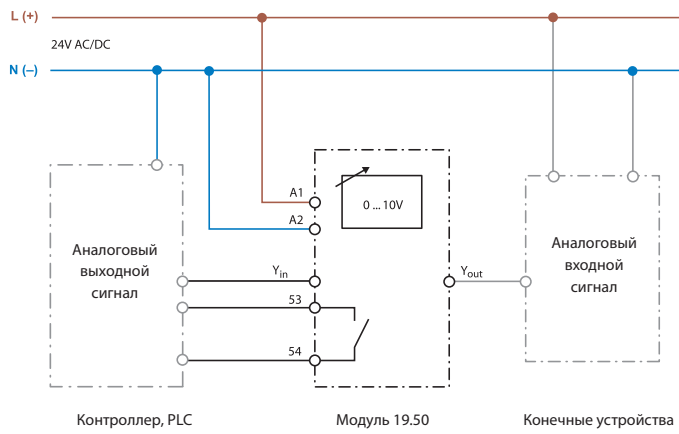 L (+)
24V AC/DC
N (–)
A1
0 ... 10V
A2
Аналоговый
выходной
сигнал
Аналоговый
входной
сигнал
Yin
Yout
53
54
Контроллер, PLC
Модуль 19.50
Конечные устройства